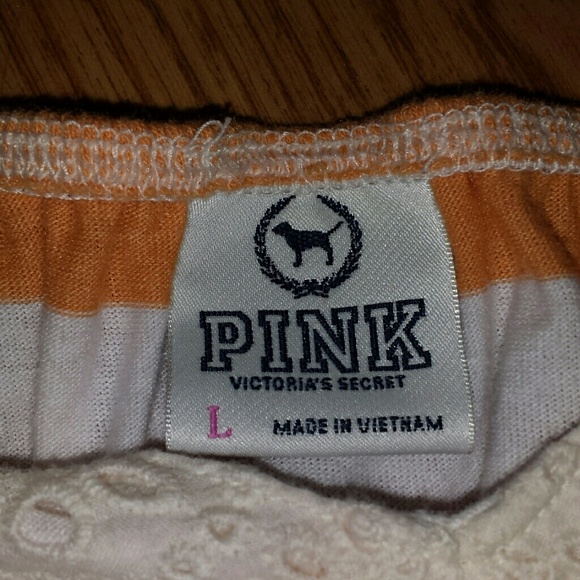 PINK
VICTORIA'S SECRET
L MADE IN VIETNAM